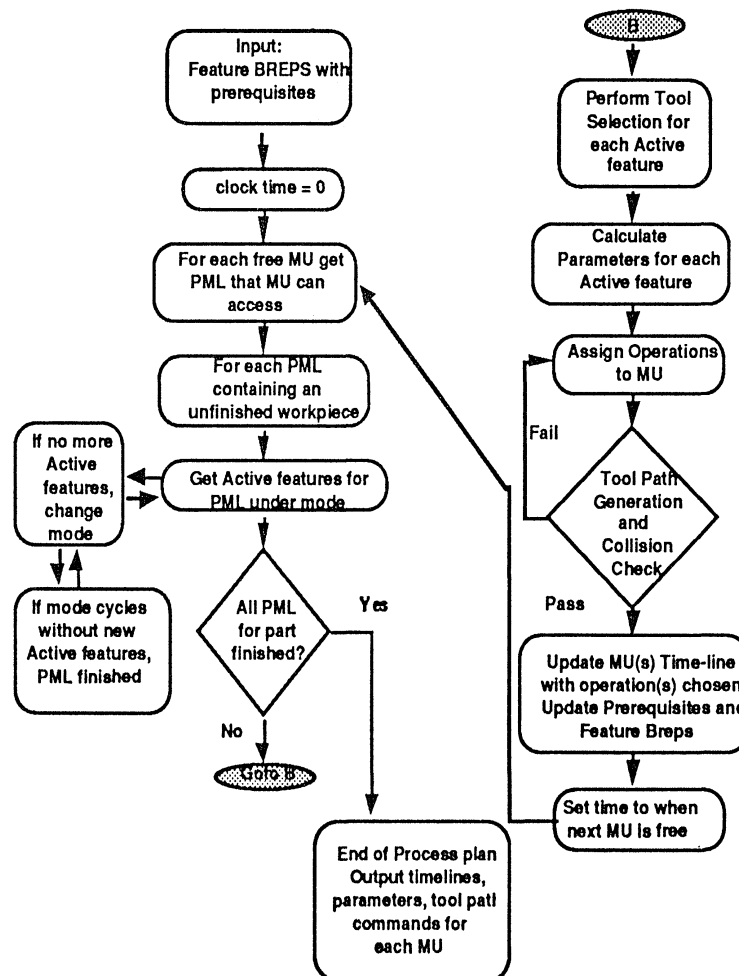 Input:
Feature BREPS with
prerequisites
clock time = 0
For each free MU get
PML that MU can
access
For each PML
containing an
unfinished workpiece
Get Active features for
PML under mode
If no more
Active
features,
change
mode
If mode cycles
without new
Active features,
PML finished
All PML
for part
finished?
Yes
No
Goto B
End of Process plan
Output timelines,
parameters, tool path
commands for
each MU
B
Perform Tool
Selection for
each Active
feature
Calculate
Parameters for each
Active feature
Assign Operations
to MU
Fail
Tool Path
Generation
and
Collision
Check
Pass
Update MU(s) Time-line
with operation(s) chosen
Update Prerequisites and
Feature Breps
Set time to when
next MU is free